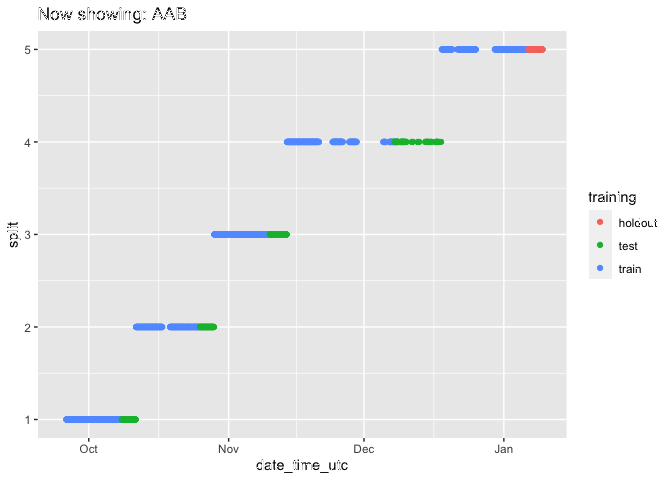 Now showing: AAB
5
4
3
2
1
split
Oct
Nov
Dec
Jan
date_time_utc
training
holdout
test
train